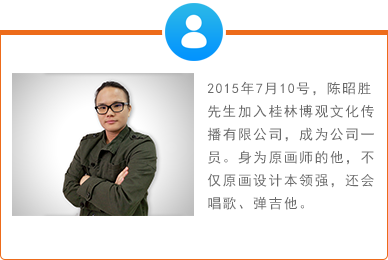 2015年7月10号，陈昭胜
先生加入桂林博观文化传
播有限公司，成为公司一
员。身为原画师的他，不
仅原画设计本领强，还会
唱歌、弹吉他。